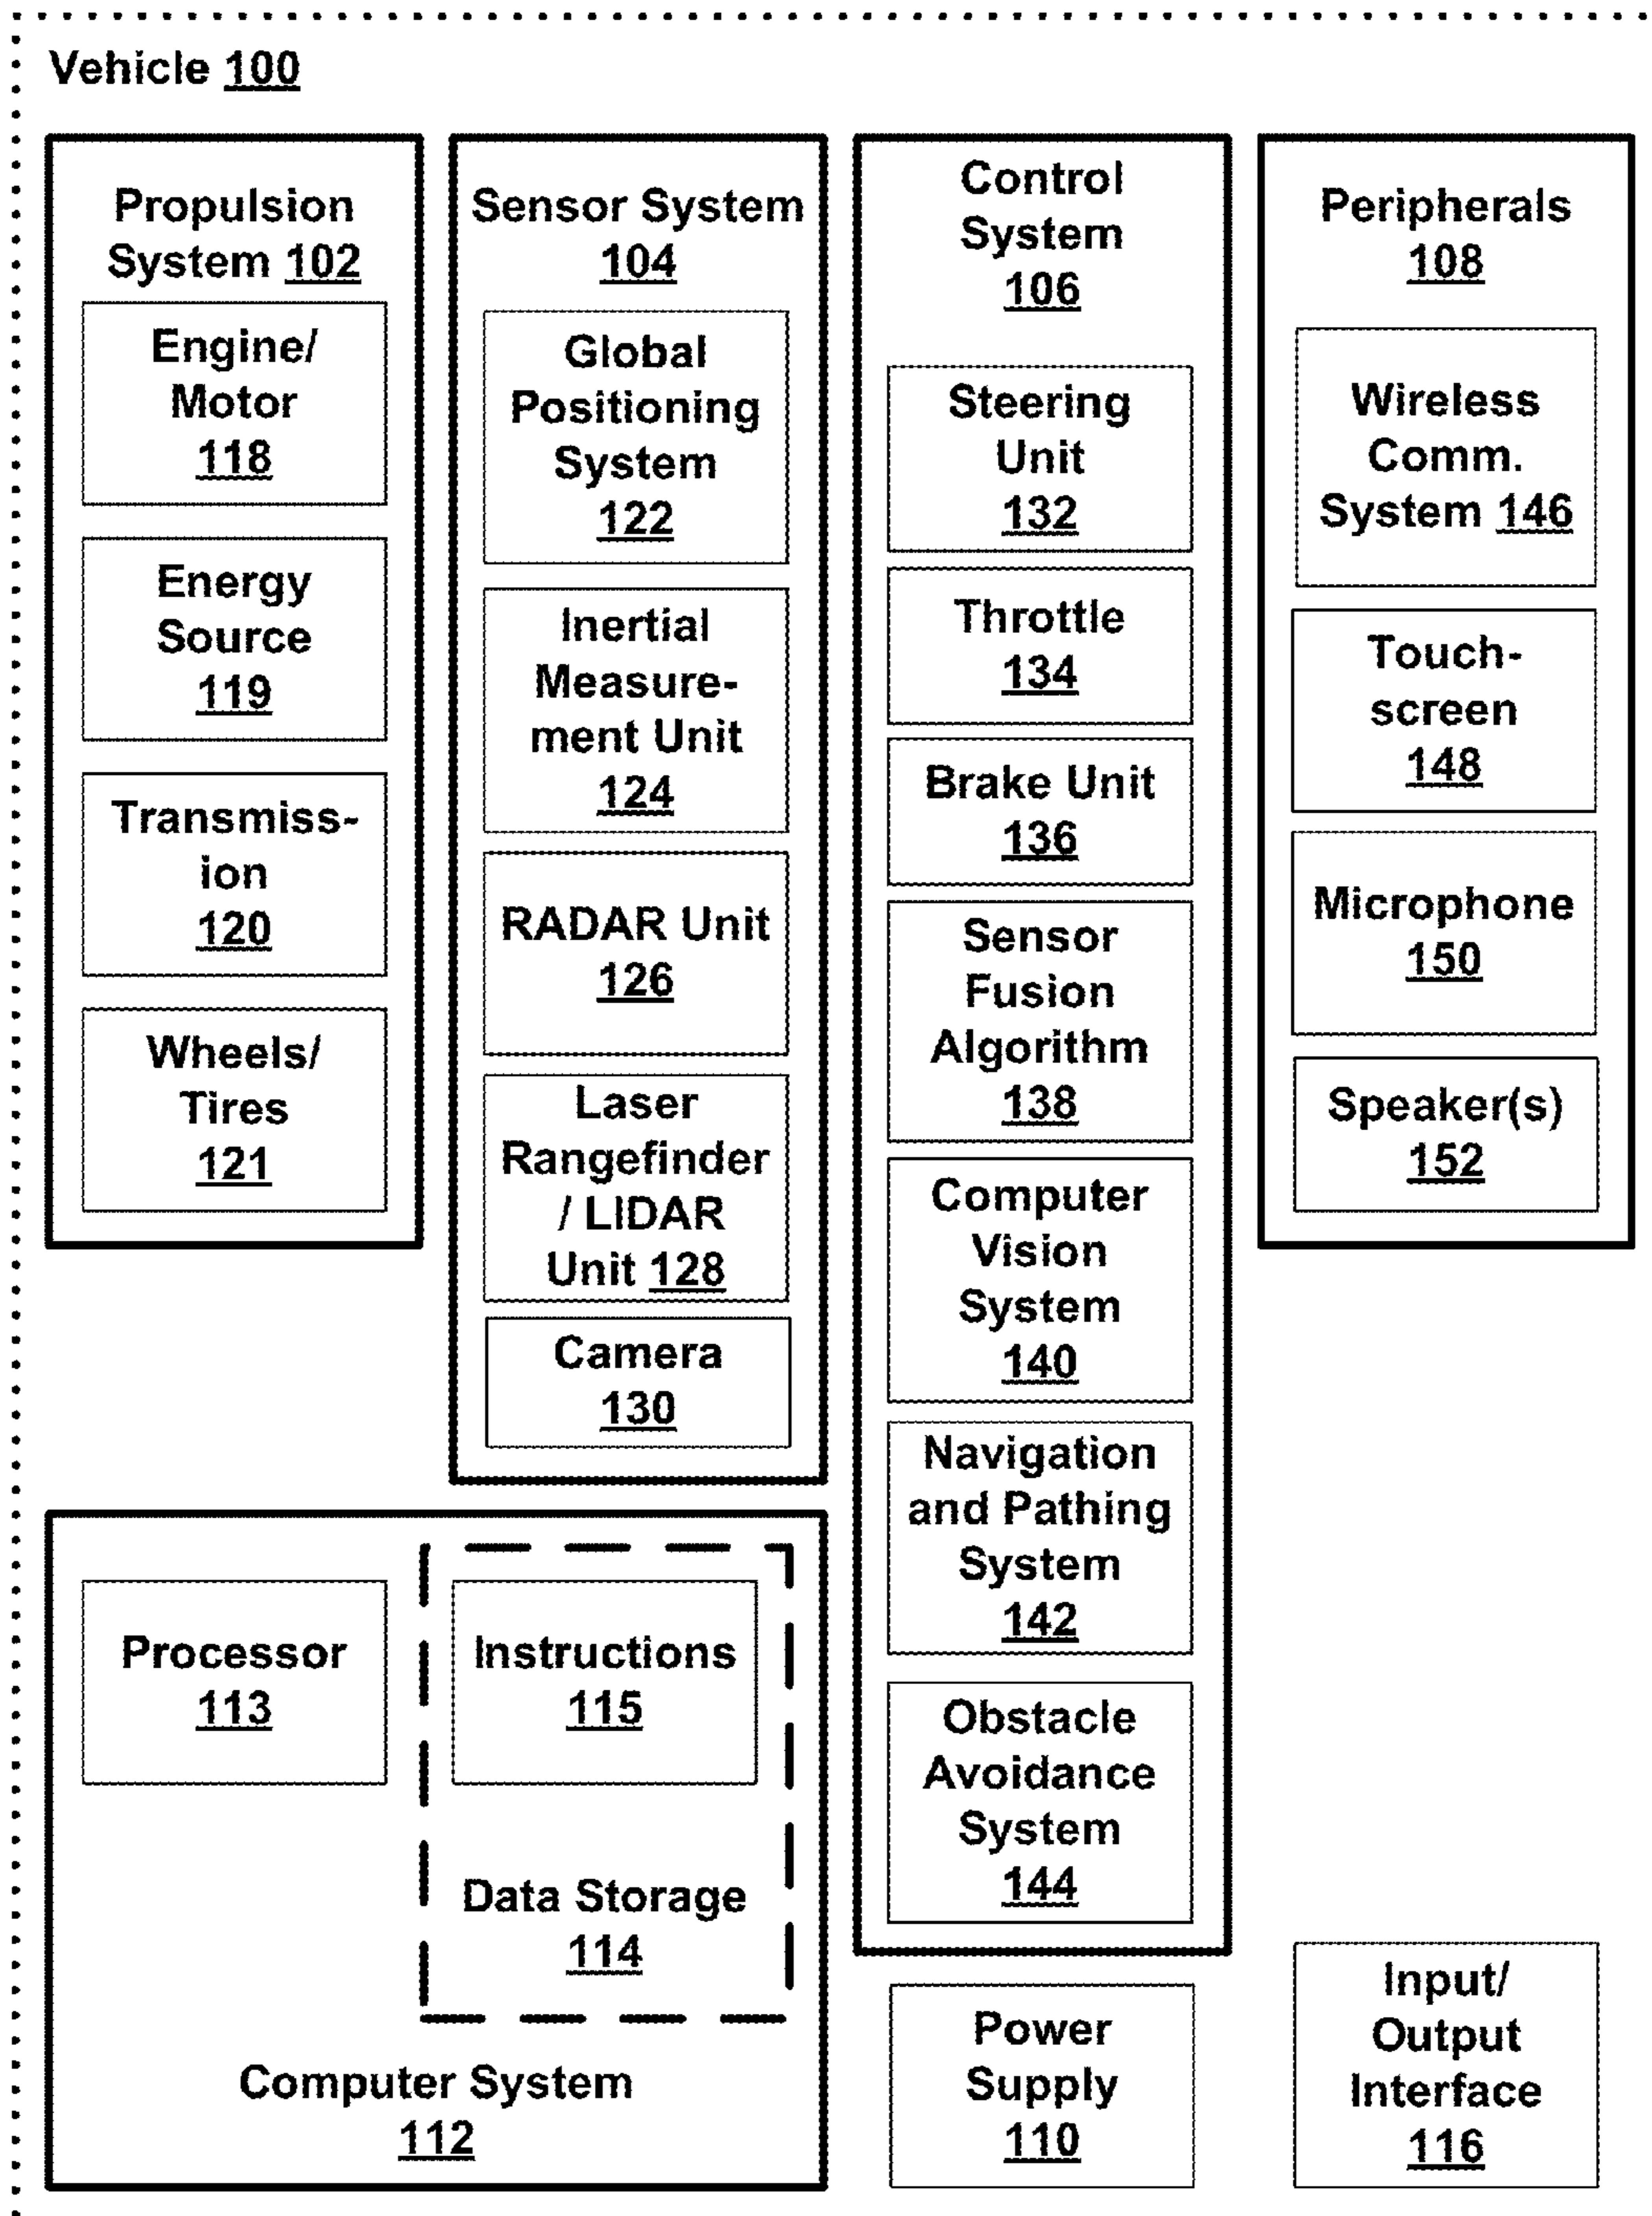 Vehicle 100
Propulsion
System 102
Engine/
Motor
118
Energy
Source
119
Transmiss-
ion
120
Wheels/
Tires
121
Sensor System
104
Global
Positioning
System
122
Inertial
Measure-
ment Unit
124
RADAR Unit
126
Laser
Rangefinder
/ LIDAR
Unit 128
Camera
130
Control
System
106
Steering
Unit
132
Throttle
134
Brake Unit
136
Sensor
Fusion
Algorithm
138
Computer
Vision
System
140
Navigation
and Pathing
System
142
Obstacle
Avoidance
System
144
Peripherals
108
Wireless
Comm.
System 146
Touch-
screen
148
Microphone
150
Speaker(s)
152
Processor
113
Instructions
115
Data Storage
114
Computer System
112
Power
Supply
110
Input/
Output
Interface
116